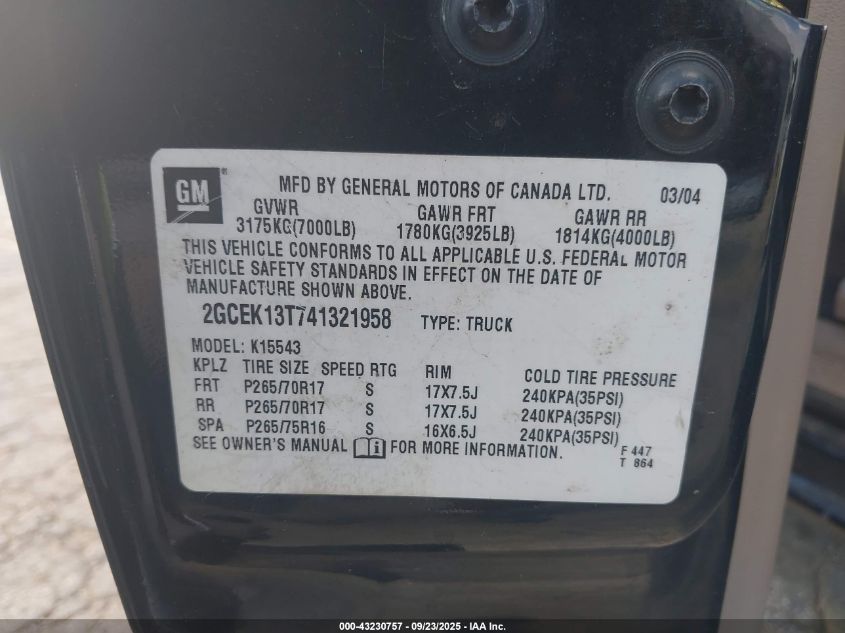 GM
MFD BY GENERAL MOTORS OF CANADA LTD. 03/04
GVWR GAWR FRT GAWR RR
3175KG(7000LB) 1780KG(3925LB) 1814KG(4000LB)
THIS VEHICLE CONFORMS TO ALL APPLICABLE U.S. FEDERAL MOTOR
VEHICLE SAFETY STANDARDS IN EFFECT ON THE DATE OF
MANUFACTURE SHOWN ABOVE.
2GCEK13T741321958 TYPE: TRUCK
MODEL: K15543
KPLZ TIRE SIZE SPEED RTG RIM COLD TIRE PRESSURE
FRT P265/70R17 S 17X7.5J 240KPA(35PSI)
RR P265/70R17 S 17X7.5J 240KPA(35PSI)
SPA P265/75R16 S 16X6.5J 240KPA(35PSI)
SEE OWNER'S MANUAL FOR MORE INFORMATION.
F 447
T 864
000-43230757 - 09/23/2025 - IAA Inc.